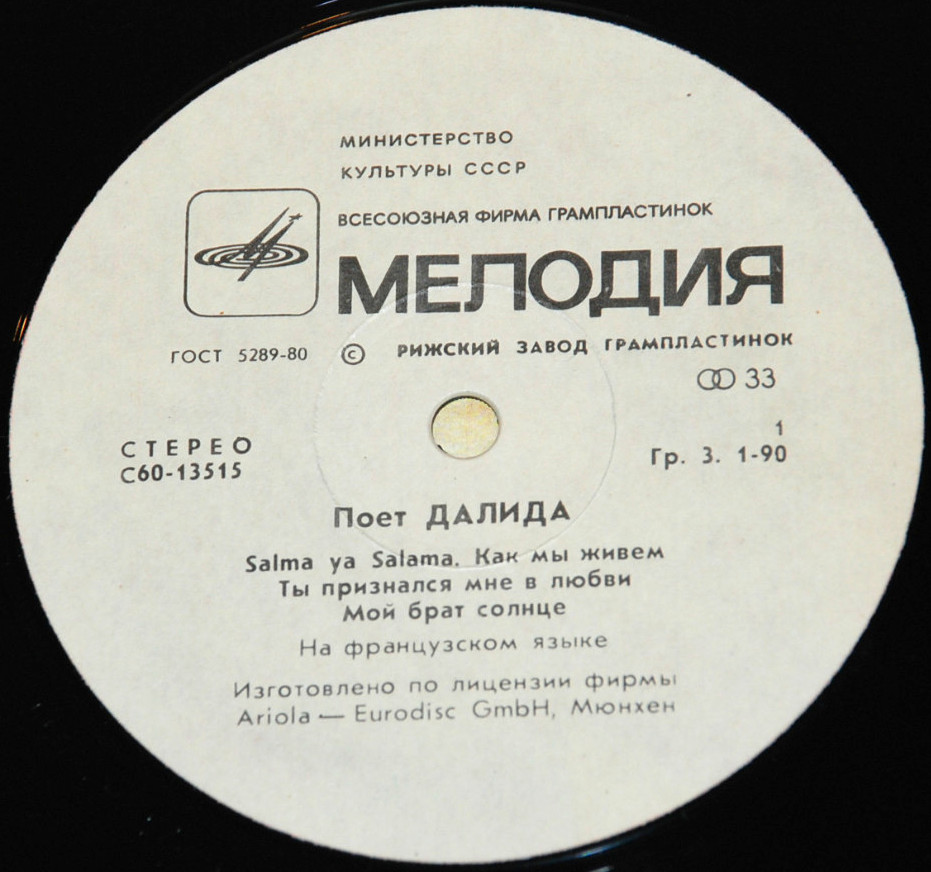 МИНИСТЕРСТВО
КУЛЬТУРЫ СССР
ВСЕСОЮЗНАЯ ФИРМА ГРАМПЛАСТИНОК
МЕЛОДИЯ
ГОСТ 5289-80 © РИЖСКИЙ ЗАВОД ГРАМПЛАСТИНОК
33
СТЕРЕО 1
С60-13515 Гр. 3. 1-90
Поет ДАЛИДА
Salma ya Salama. Как мы живем
Ты признался мне в любви
Мой брат солнце
На французском языке
Изготовлено по лицензии фирмы
Ariola — Eurodisc GmbH, Мюнхен